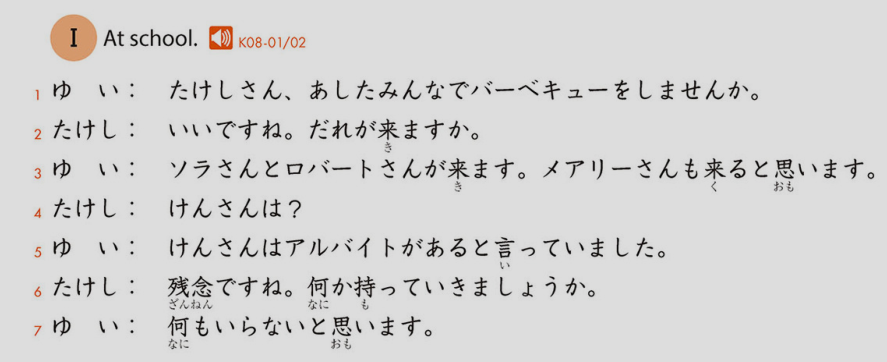 I At school. K08-01/02
1 ゆい： たけしさん、あしたみんなでバーベキューをしませんか。
2 たけし： いいですね。だれが来ますか。
き
3 ゆい： ソラさんとロバートさんが来ます。メアリーさんも来ると思います。
き く おも
4 たけし： けんさんは？
5 ゆい： けんさんはアルバイトがあると言っていました。
い
6 たけし： 残念ですね。何か持っていきましょうか。
ざんねん なに も
7 ゆい： 何もいらないと思います。
なに おも